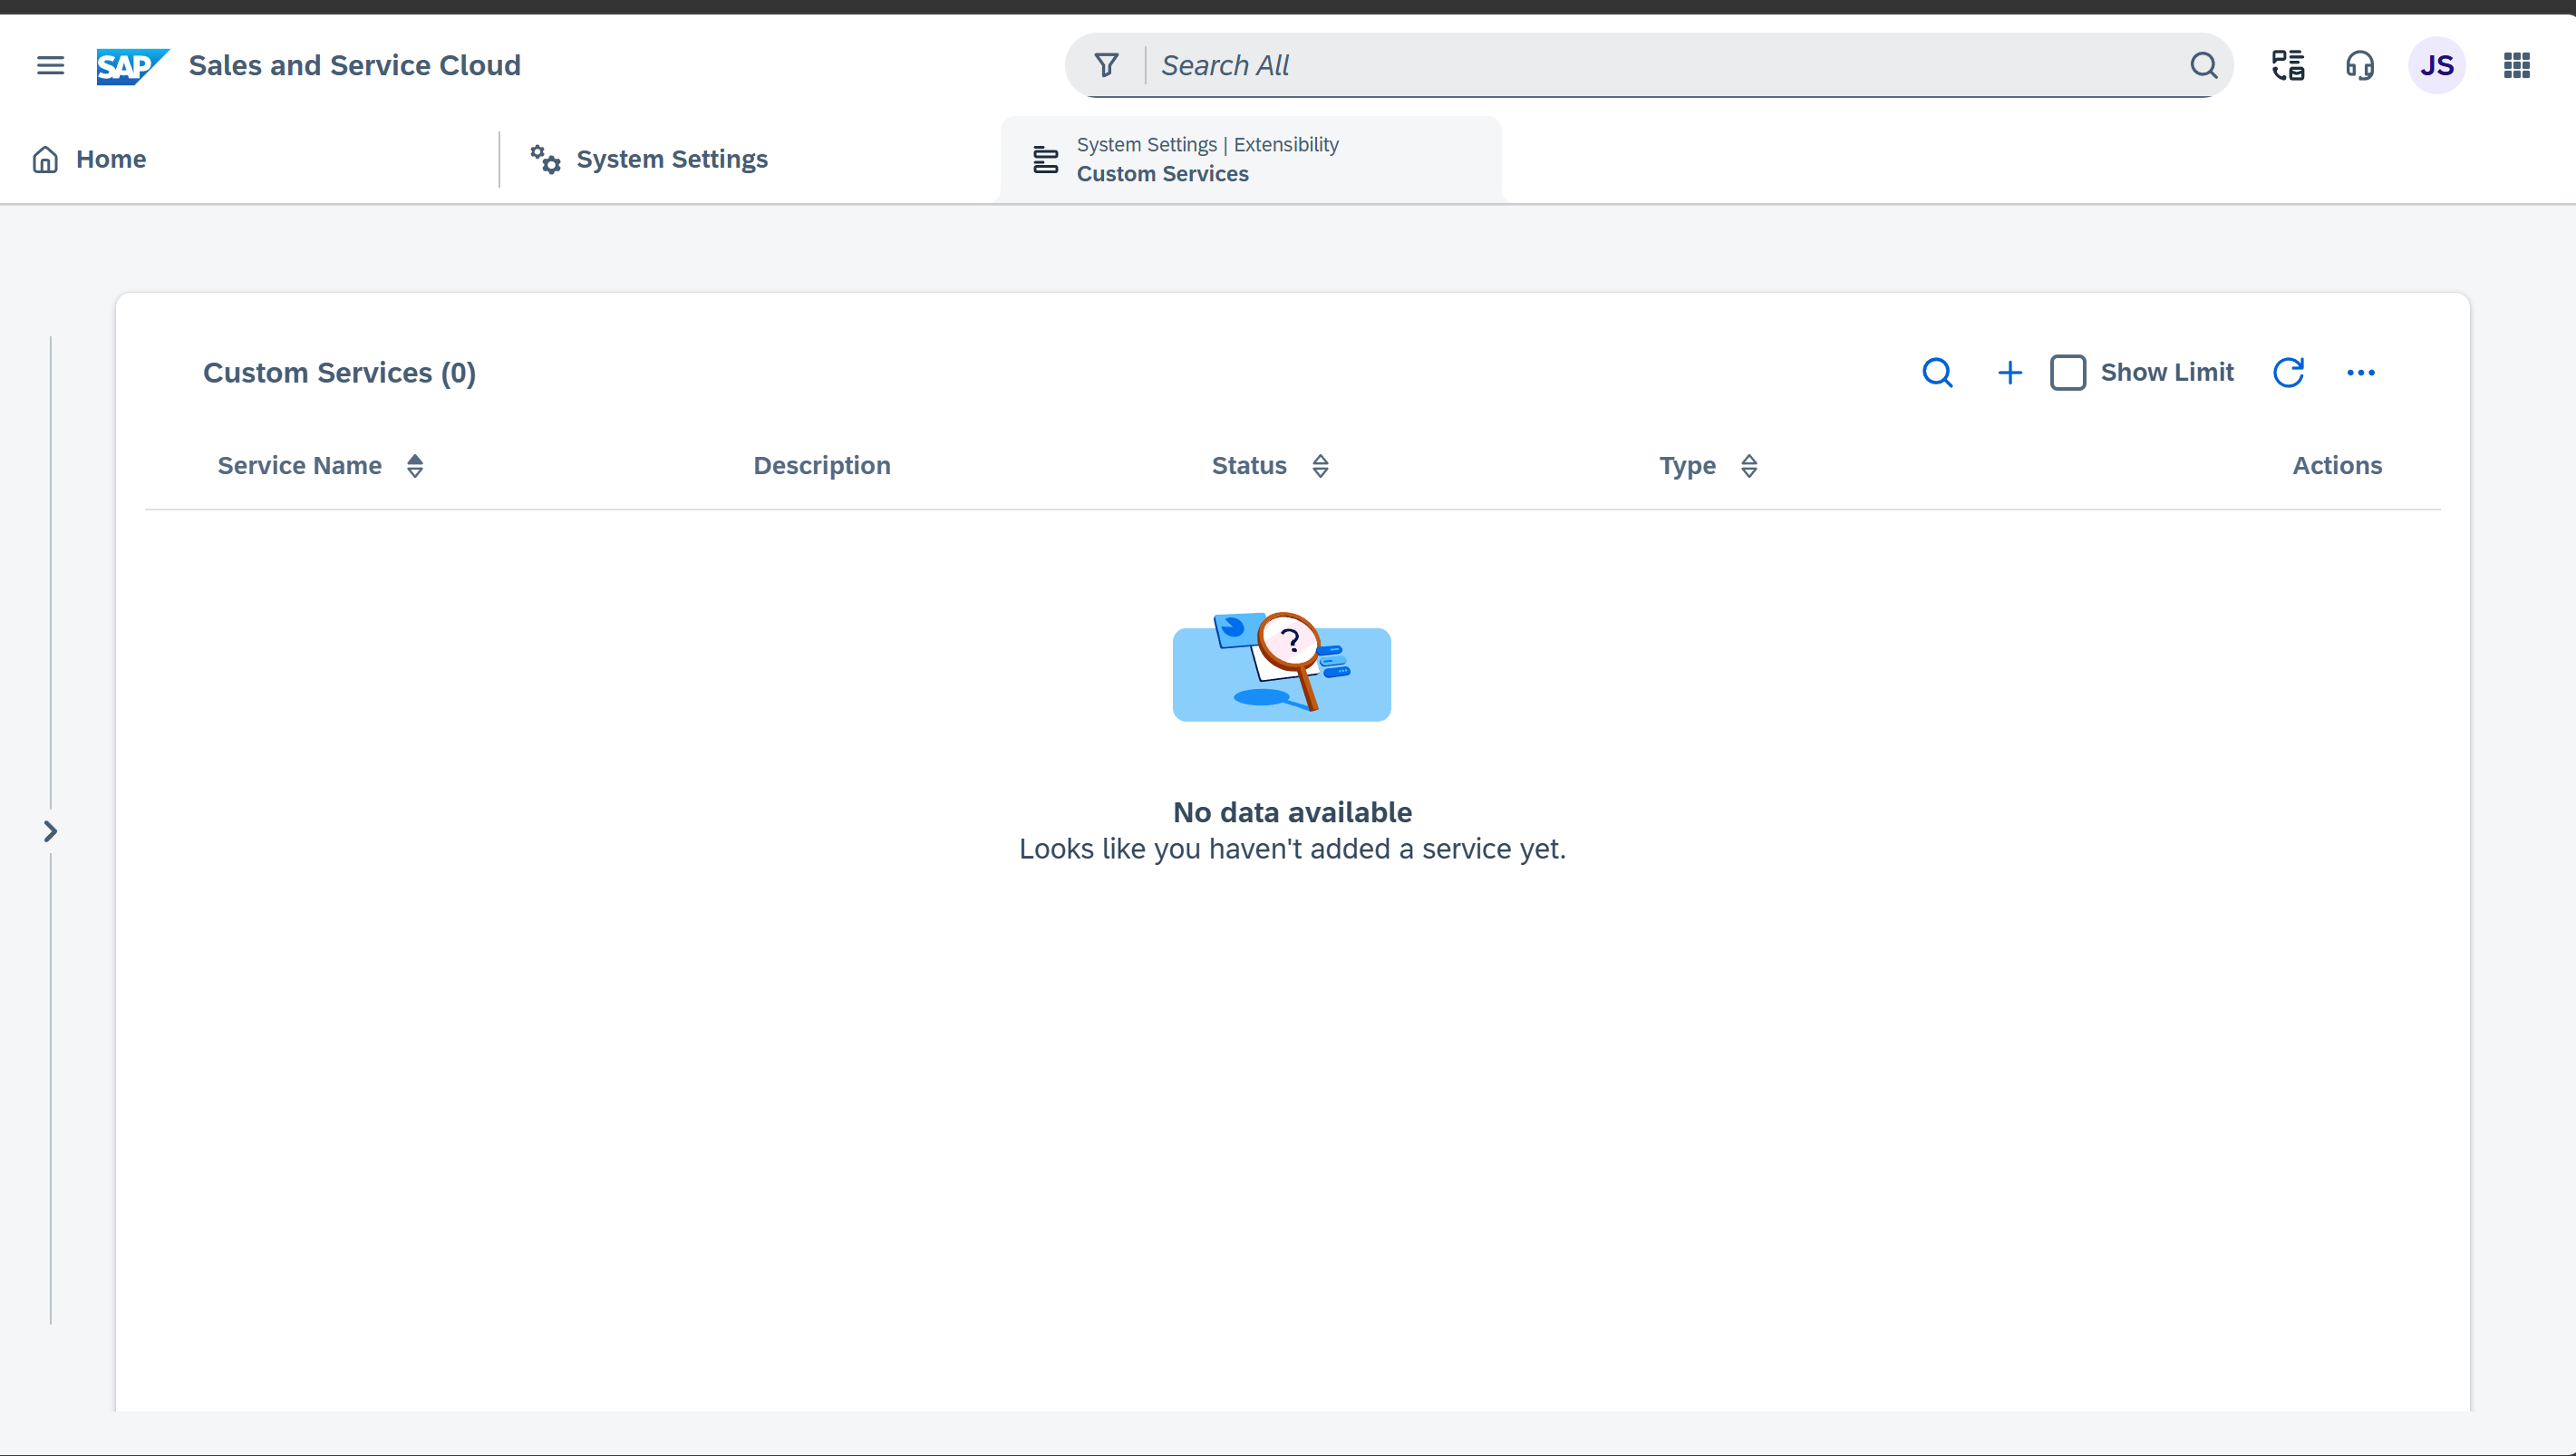 SAP Sales and Service Cloud
Search All
JS
Home
System Settings
System Settings | Extensibility
Custom Services
Custom Services (0)
Show Limit
Service Name
Description
Status
Type
Actions
?
No data available
Looks like you haven't added a service yet.